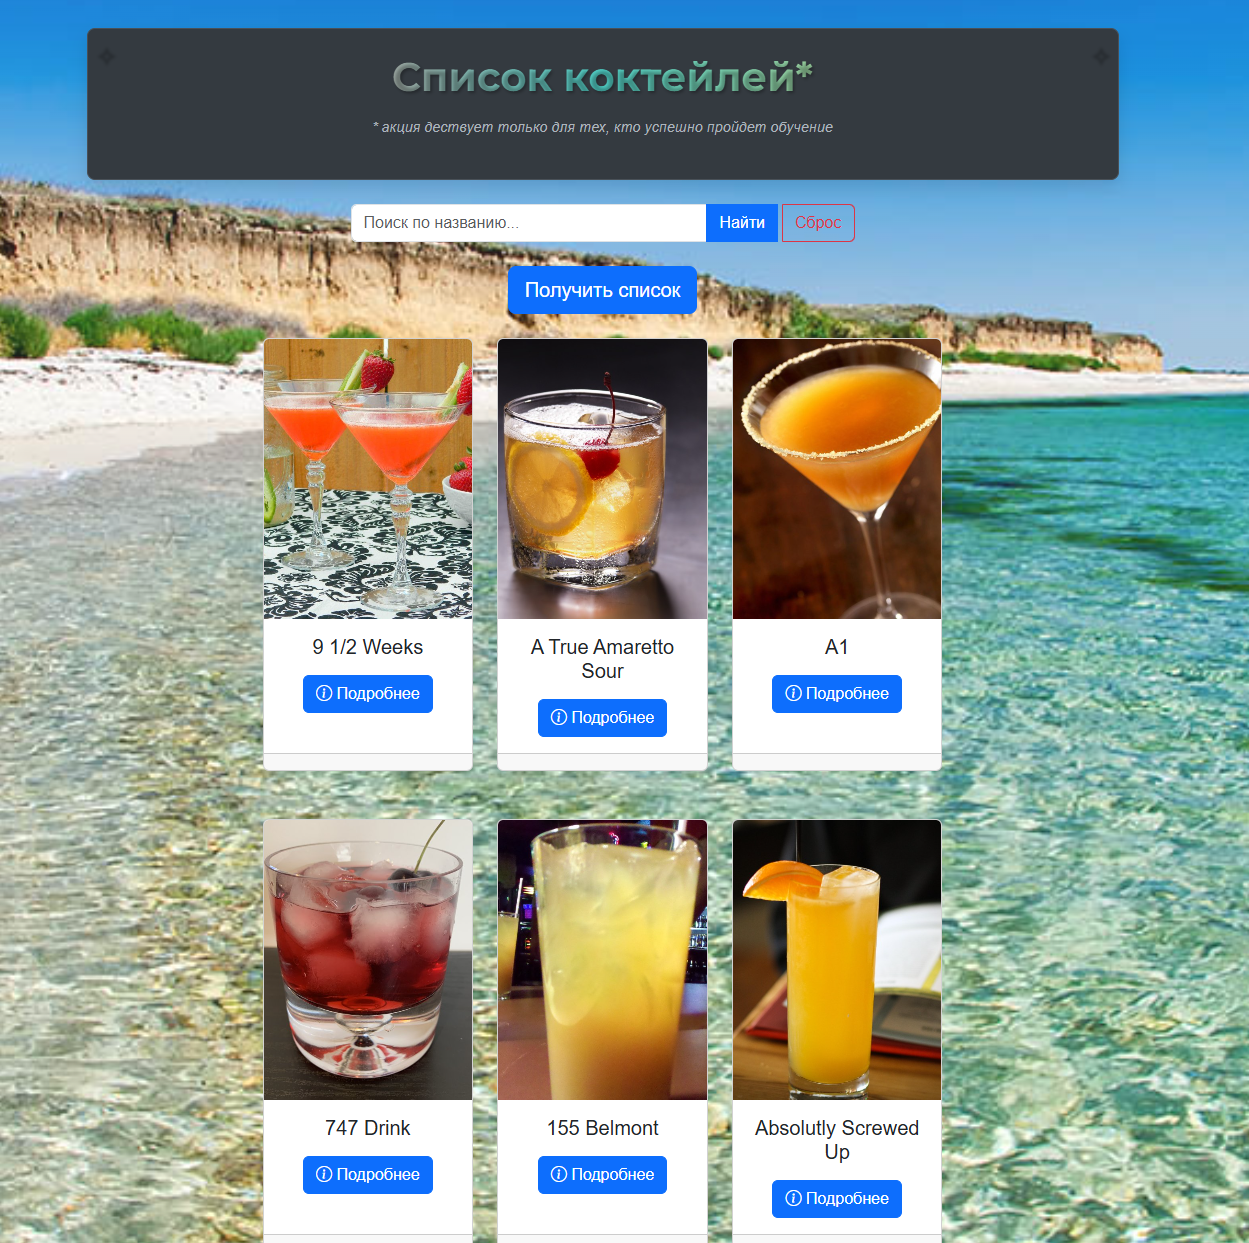 Список коктейлей*
* акция дествует только для тех, кто успешно пройдет обучение
Поиск по названию... Найти Сброс
Получить список
9 1/2 Weeks
Подробнее
A True Amaretto
Sour
Подробнее
A1
Подробнее
747 Drink
Подробнее
155 Belmont
Подробнее
Absolutly Screwed
Up
Подробнее